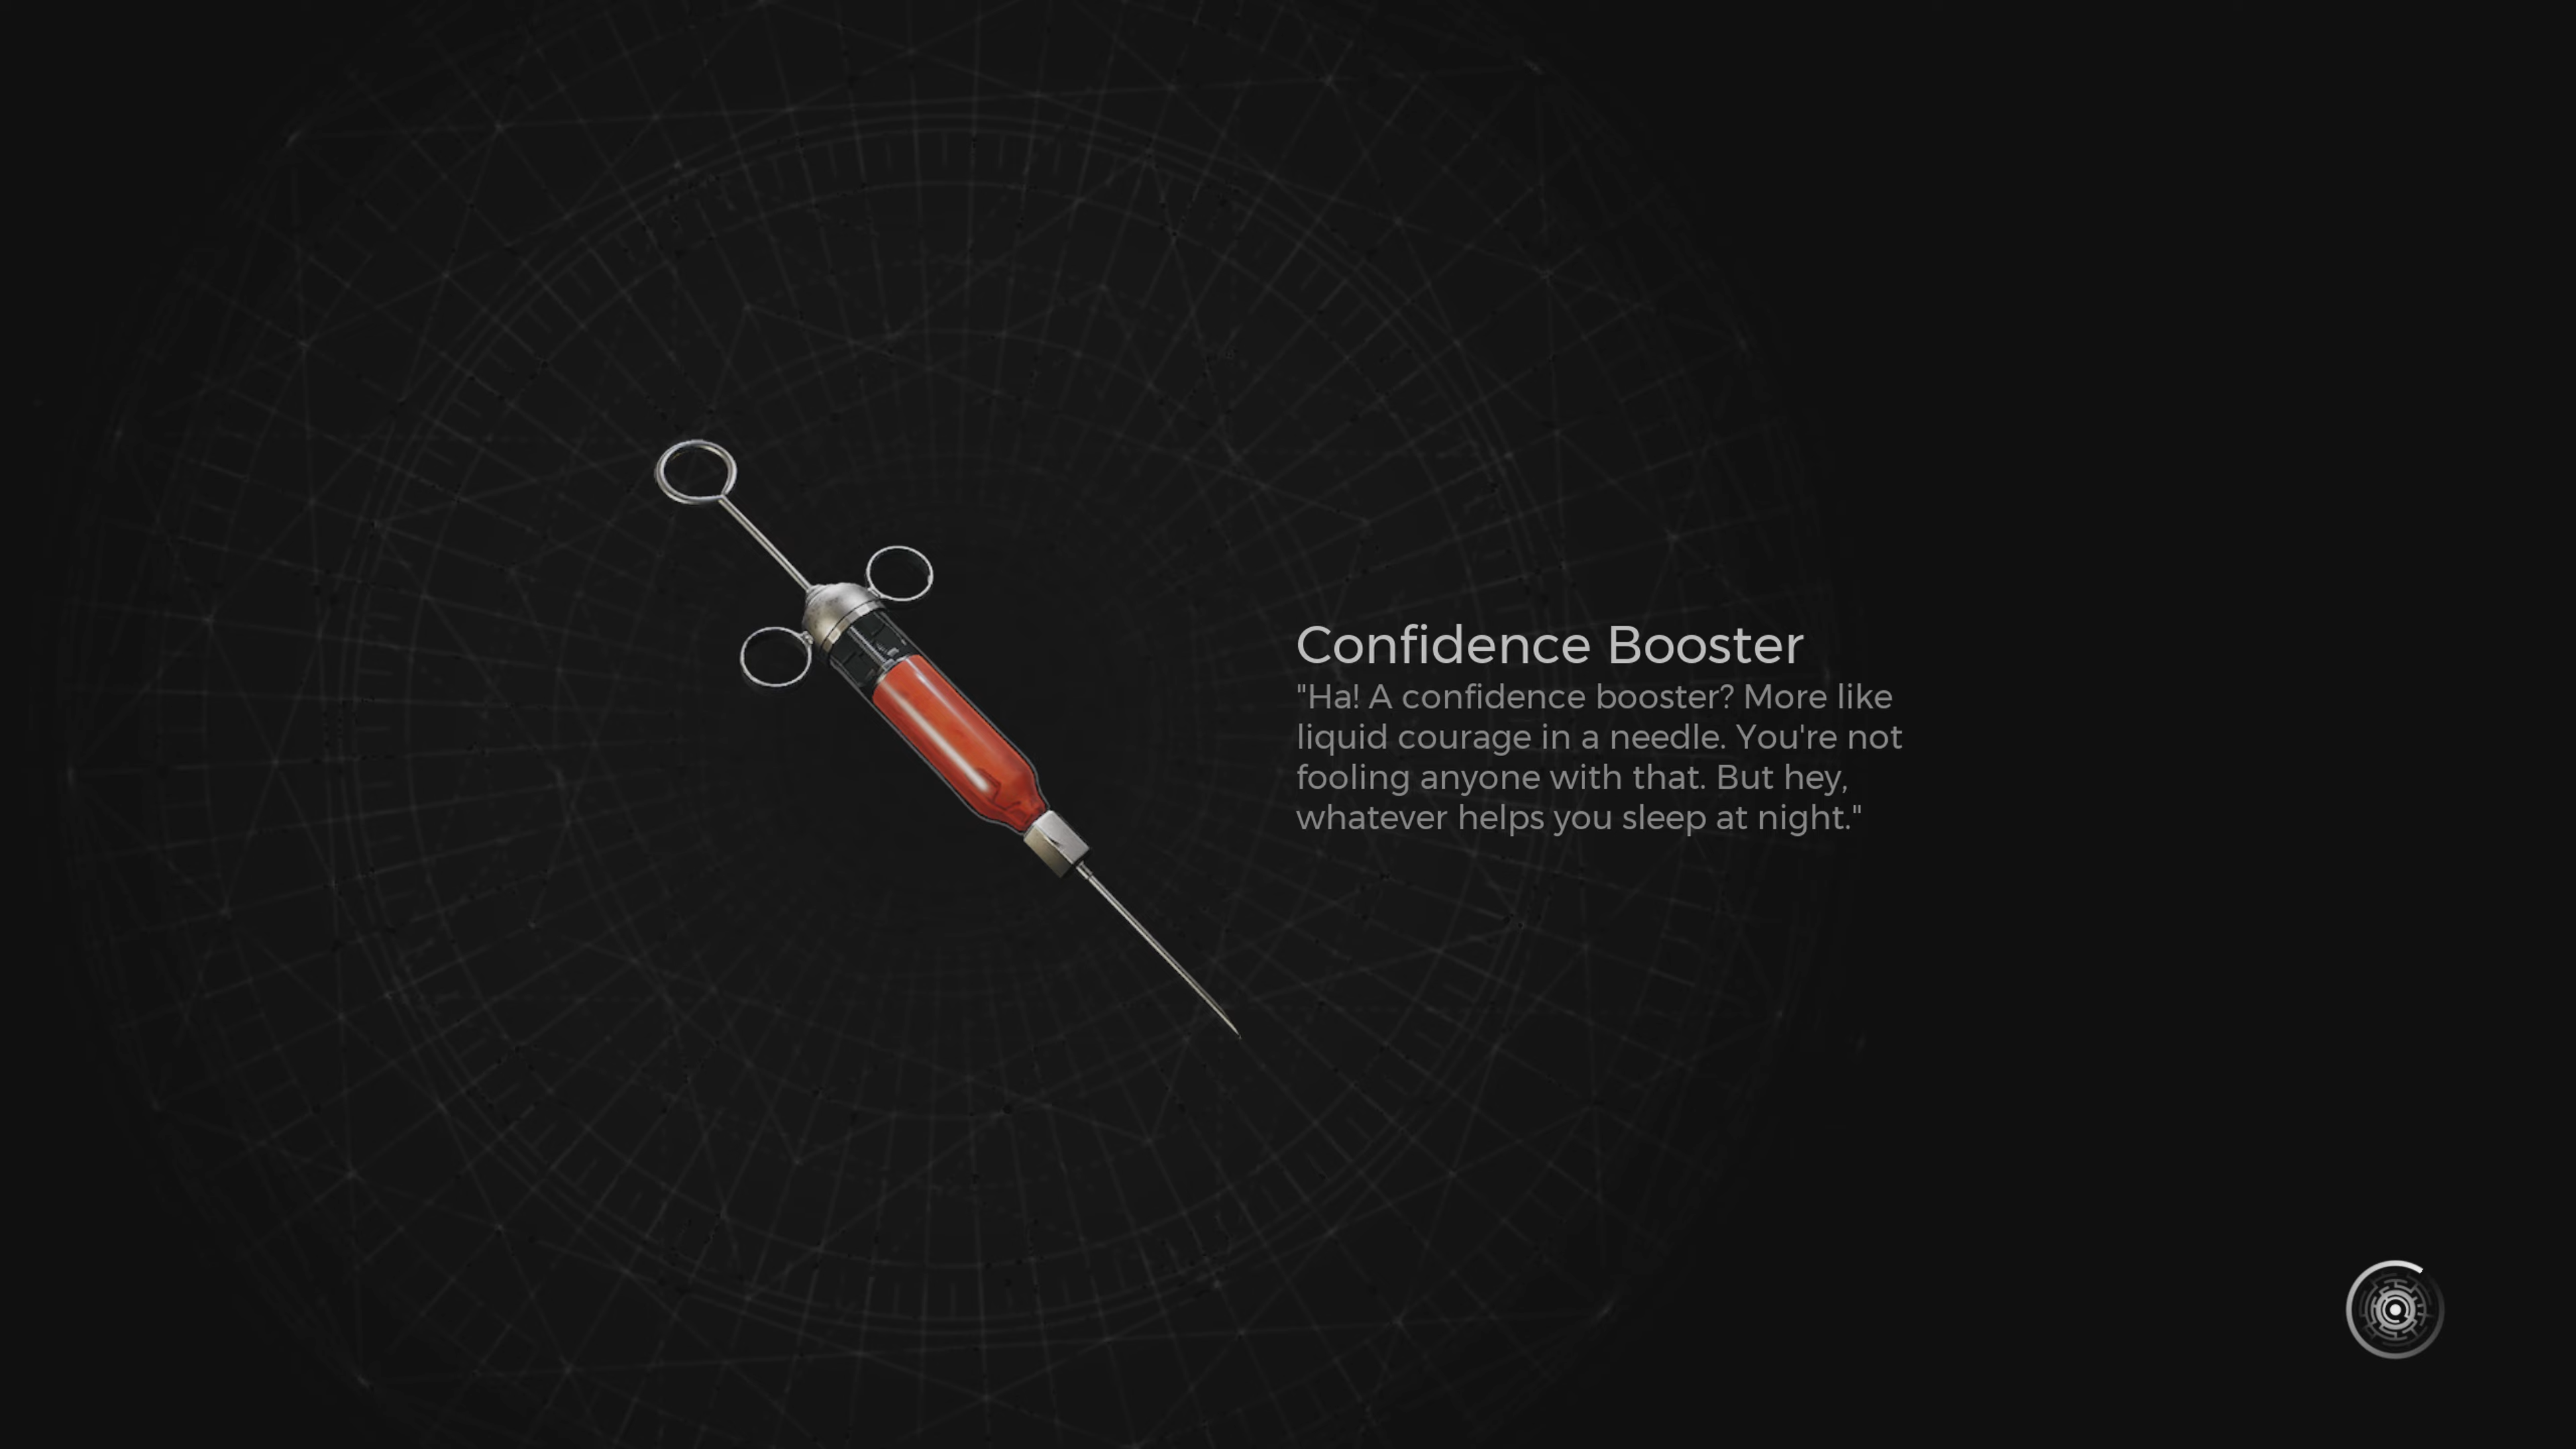 Confidence Booster
"Ha! A confidence booster? More like
liquid courage in a needle. You're not
fooling anyone with that. But hey,
whatever helps you sleep at night."